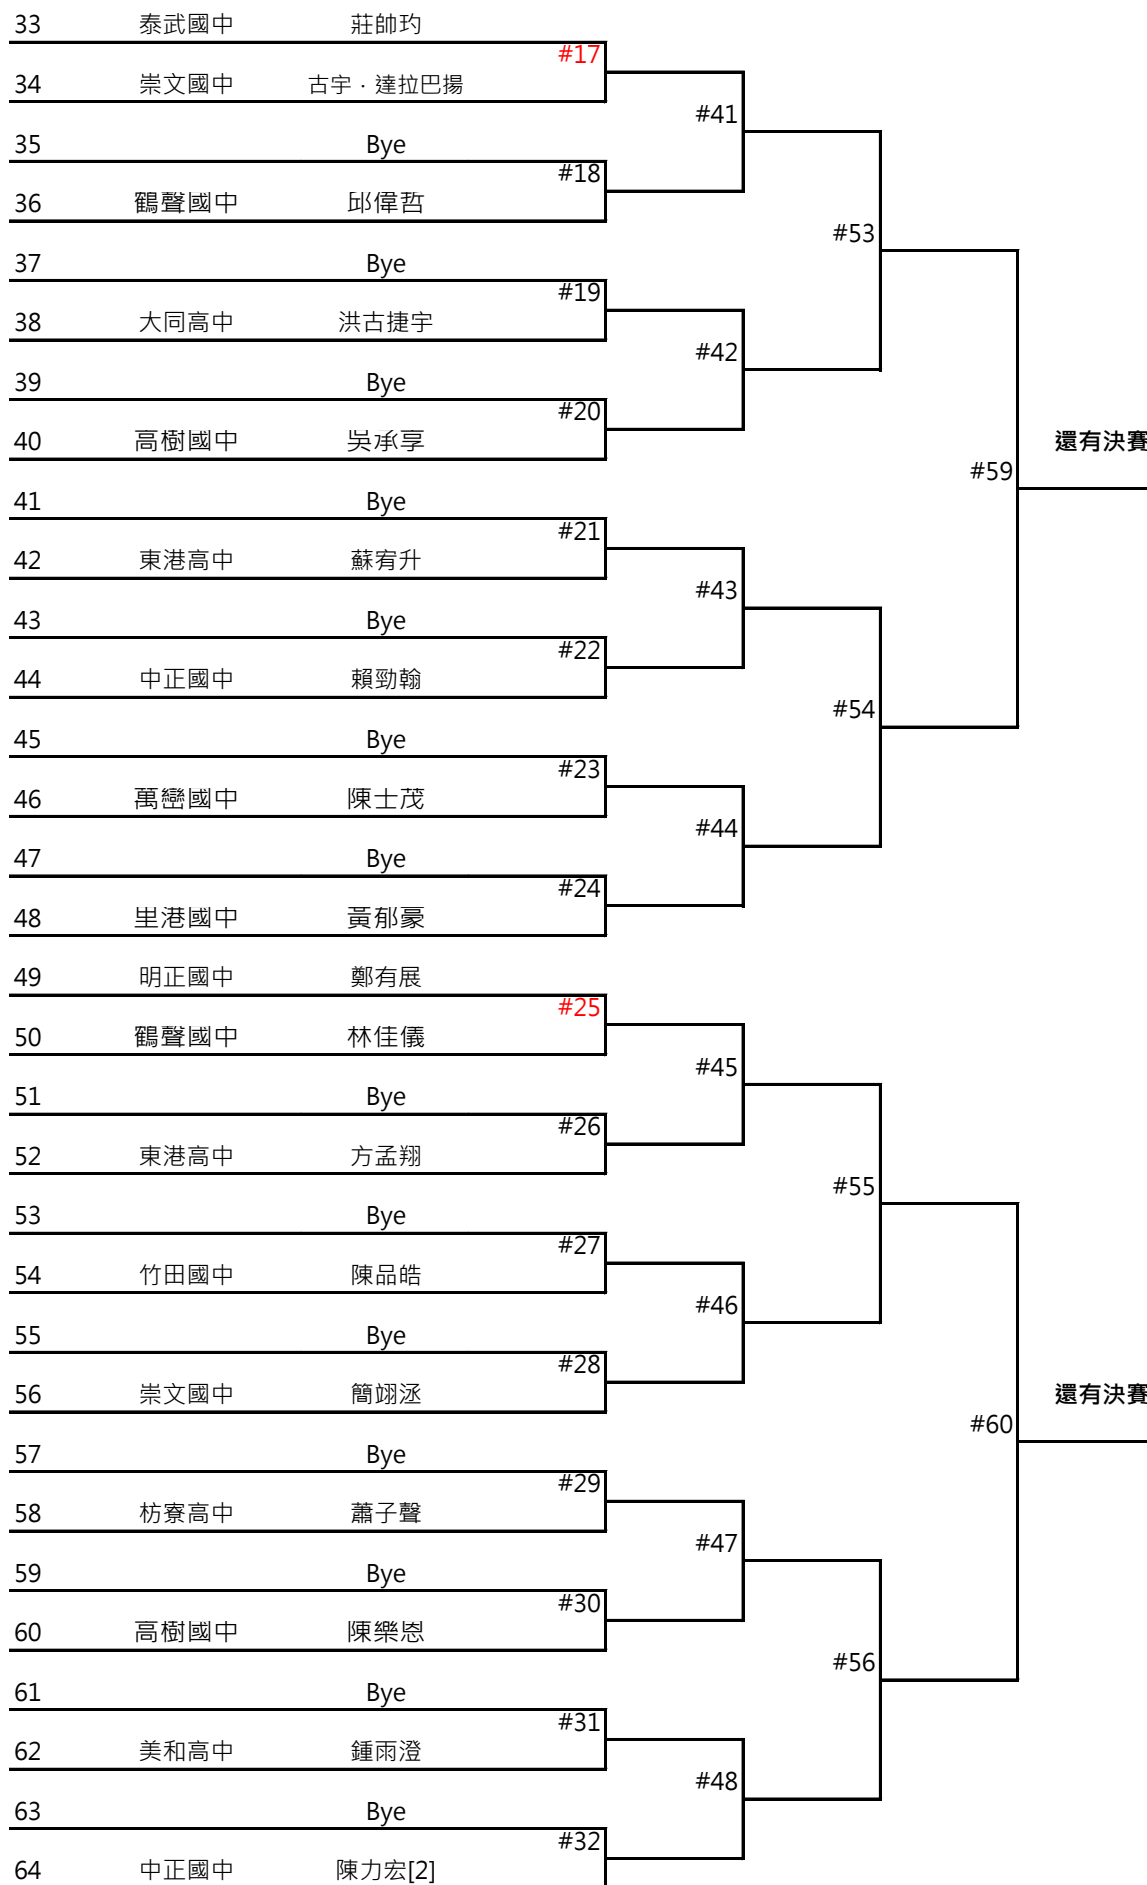 33 泰武國中 莊帥玓
#17
34 崇文國中 古宇．達拉巴揚
#41
35 Bye
#18
36 鶴聲國中 邱偉哲
#53
37 Bye
#19
38 大同高中 洪古捷宇
#42
39 Bye
#20
40 高樹國中 吳承享
還有決賽
#59
41 Bye
#21
42 東港高中 蘇宥升
#43
43 Bye
#22
44 中正國中 賴勁翰
#54
45 Bye
#23
46 萬巒國中 陳士茂
#44
47 Bye
#24
48 里港國中 黃郁豪
49 明正國中 鄭有展
#25
50 鶴聲國中 林佳儀
#45
51 Bye
#26
52 東港高中 方孟翔
#55
53 Bye
#27
54 竹田國中 陳品皓
#46
55 Bye
#28
56 崇文國中 簡翊洆
還有決賽
#60
57 Bye
#29
58 枋寮高中 蕭子聲
#47
59 Bye
#30
60 高樹國中 陳樂恩
#56
61 Bye
#31
62 美和高中 鍾雨澄
#48
63 Bye
#32
64 中正國中 陳力宏[2]